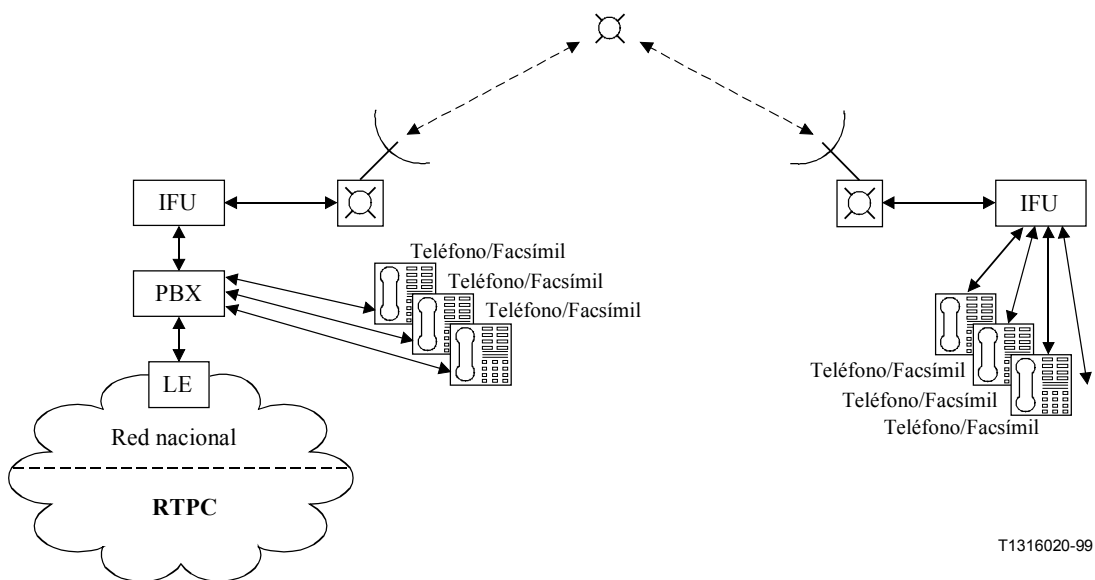 IFU
IFU
Teléfono/Facsímil
Teléfono/Facsímil
Teléfono/Facsímil
PBX
LE
Teléfono/Facsímil
Teléfono/Facsímil
Teléfono/Facsímil
Red nacional
RTPC
T1316020-99